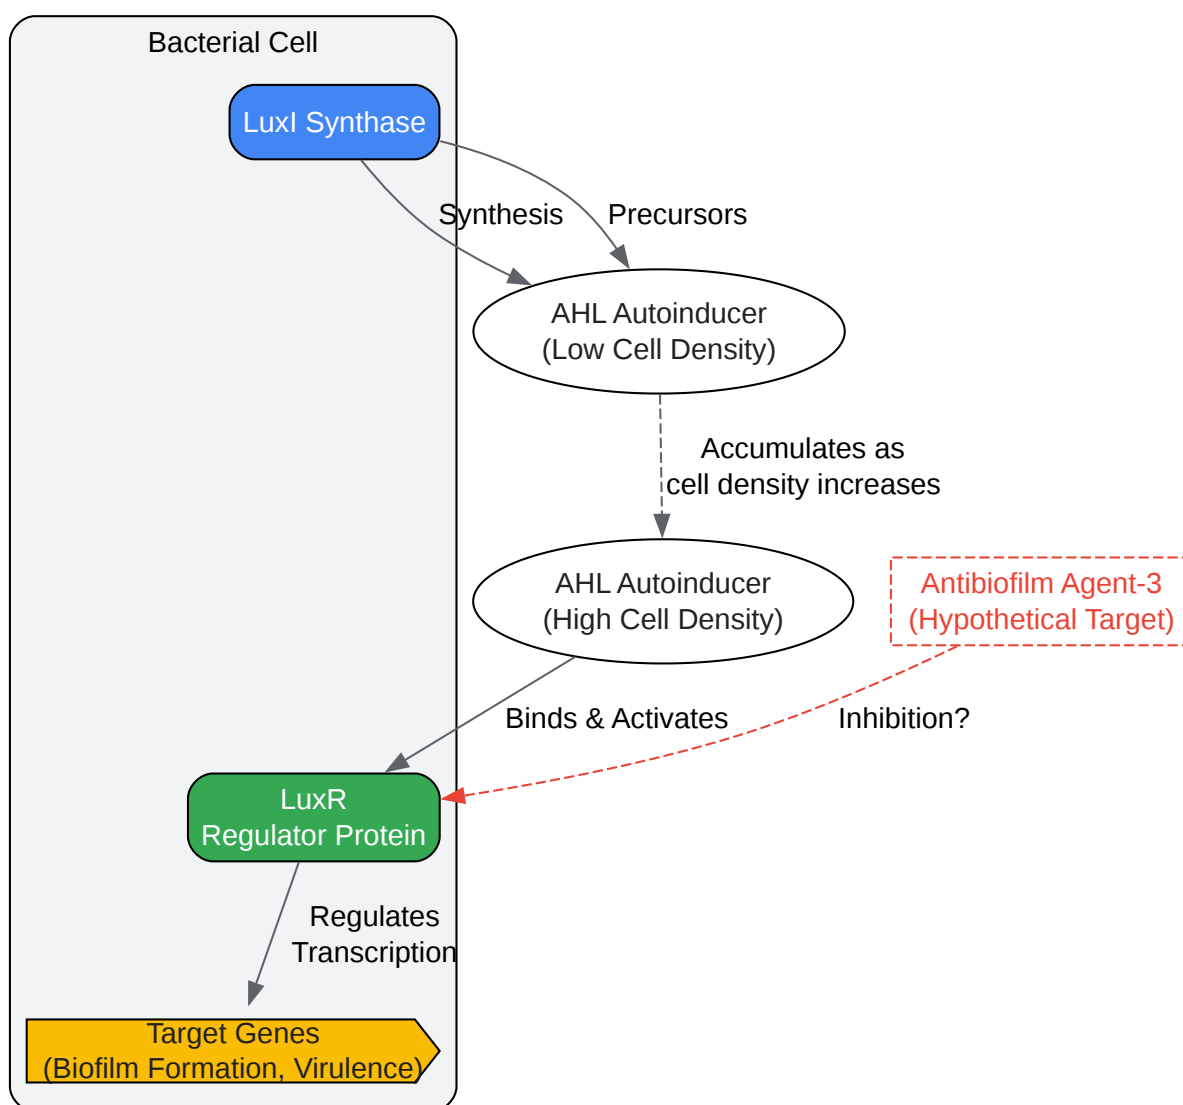 Bacterial Cell
LuxI Synthase
Synthesis
Precursors
AHL Autoinducer
(Low Cell Density)
Accumulates as
cell density increases
AHL Autoinducer
(High Cell Density)
Antibiofilm Agent-3
(Hypothetical Target)
Binds & Activates
Inhibition?
LuxR
Regulator Protein
Regulates
Transcription
Target Genes
(Biofilm Formation, Virulence)